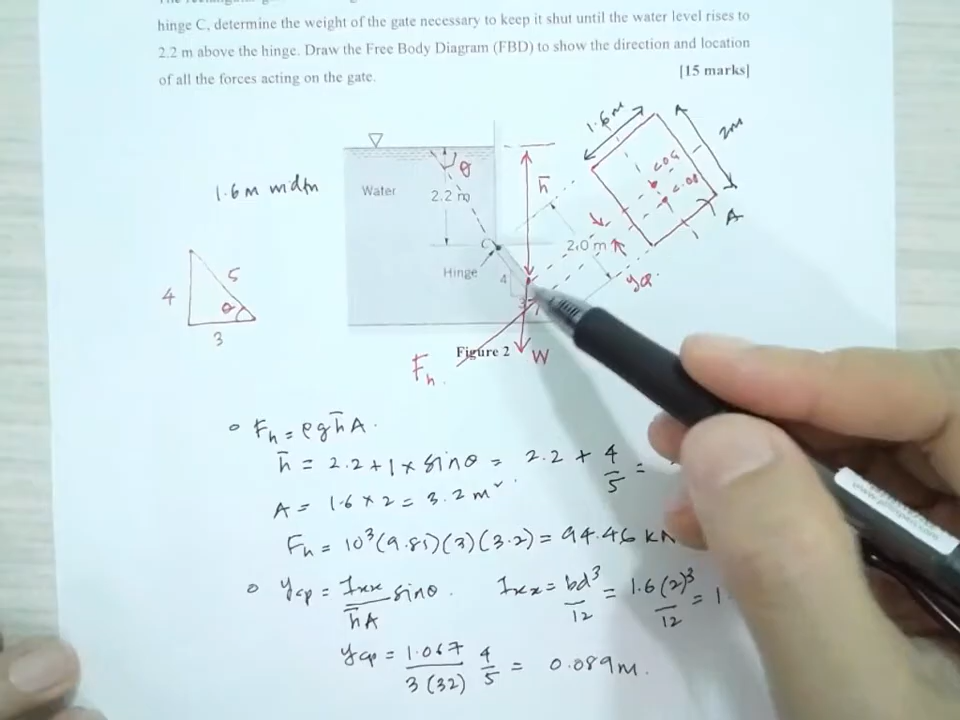 hinge C, determine the weight of the gate necessary to keep it shut until the water level rises to
2.2 m above the hinge. Draw the Free Body Diagram (FBD) to show the direction and location
of all the forces acting on the gate.
[15 marks]
1.6 m
2m
θ
h̄
C.O.G
1.6 m width
Water
2.2 m
A
C
2.0 m
Hinge
4
5
4
θ
3
3
Figure 2
W
Fh
Fh = ρgh̄A.
h̄ = 2.2 + 1 × sinθ = 2.2 + 4/5 =
A = 1.6 × 2 = 3.2 m².
Fh = 10³(9.81)(3)(3.2) = 94.46 kN
ycp = Ixx/h̄A sinθ. Ixx = bd³/12 = 1.6(2)³/12 = 1.
ycp = 1.067/3(32) 4/5 = 0.089m.